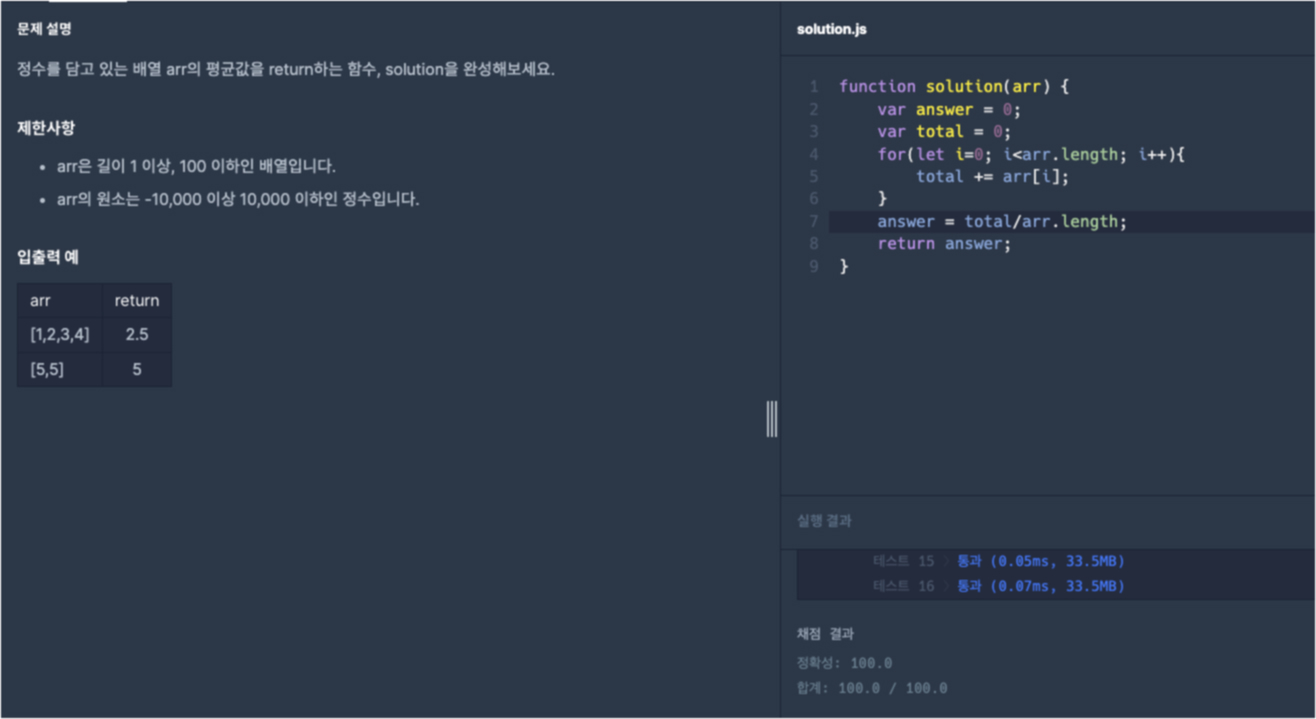 문제 설명
정수를 담고 있는 배열 arr의 평균값을 return하는 함수, solution을 완성해보세요.
제한사항
• arr은 길이 1 이상, 100 이하인 배열입니다.
• arr의 원소는 -10,000 이상 10,000 이하인 정수입니다.
입출력 예
arr return
[1,2,3,4] 2.5
[5,5] 5
solution.js
1 function solution(arr) {
2     var answer = 0;
3     var total = 0;
4     for(let i=0; i<arr.length; i++){
5         total += arr[i];
6     }
7     answer = total/arr.length;
8     return answer;
9 }
실행 결과
테스트 15 > 통과 (0.05ms, 33.5MB)
테스트 16 > 통과 (0.07ms, 33.5MB)
채점 결과
정확성: 100.0
합계: 100.0 / 100.0